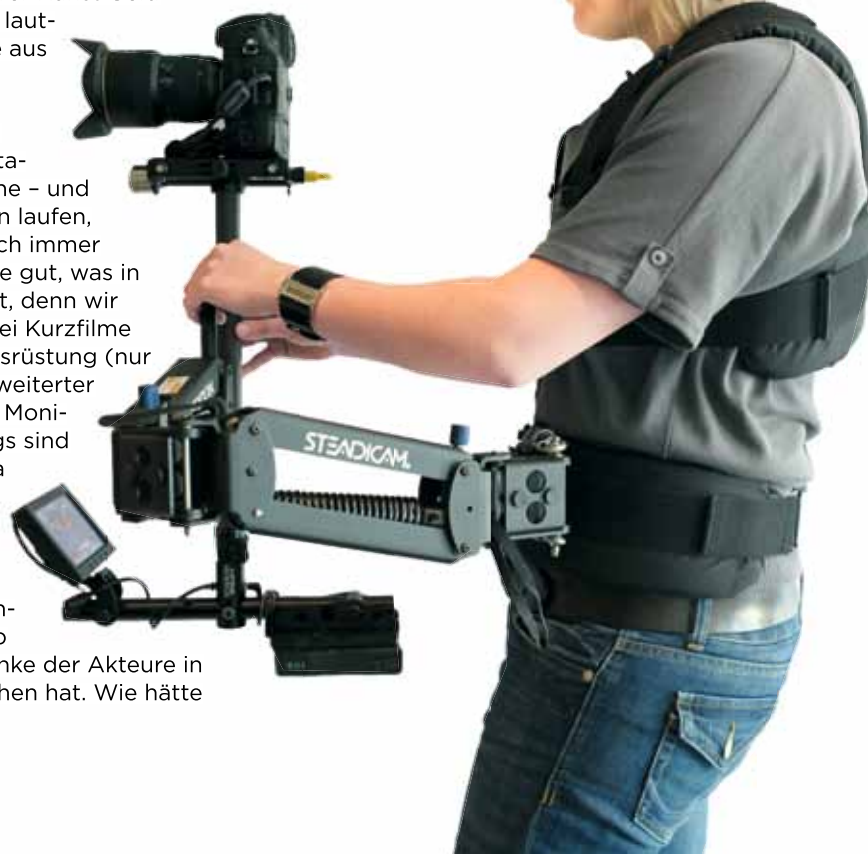 laut-
aus
ta-
ne – und
n laufen,
ch immer
e gut, was in
t, denn wir
ei Kurzfilme
srüstung (nur
weiterter
Moni-
gs sind
a
n-
o
nke der Akteure in
hen hat. Wie hätte
STEADICAM